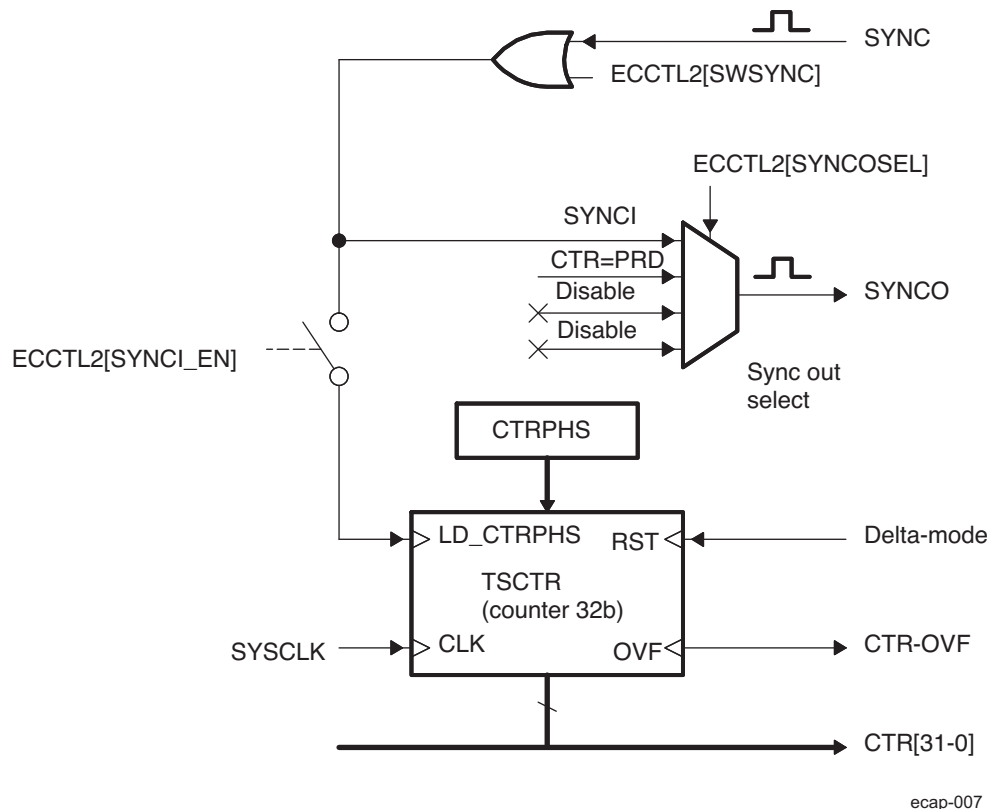 SYNC
ECCTL2[SWSYNC]
ECCTL2[SYNCOSEL]
SYNCI
CTR=PRD
Disable
SYNCO
Disable
ECCTL2[SYNCI_EN]
Sync out
select
CTRPHS
LD_CTRPHS
RST
Delta-mode
TSCTR
(counter 32b)
SYSCLK
CLK
OVF
CTR-OVF
CTR[31-0]
ecap-007